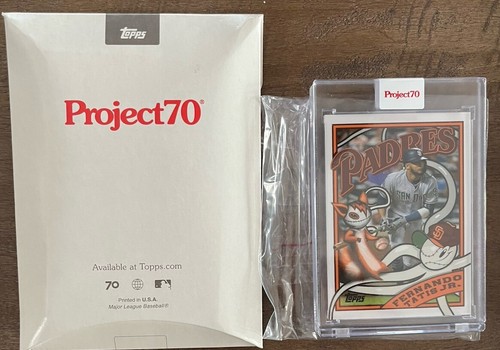 Topps
Project70®
Available at Topps.com
70
Printed in U.S.A.
Major League Baseball®
Project70
PADRES
SAN DI
Topps
FERNANDO
TATIS JR.